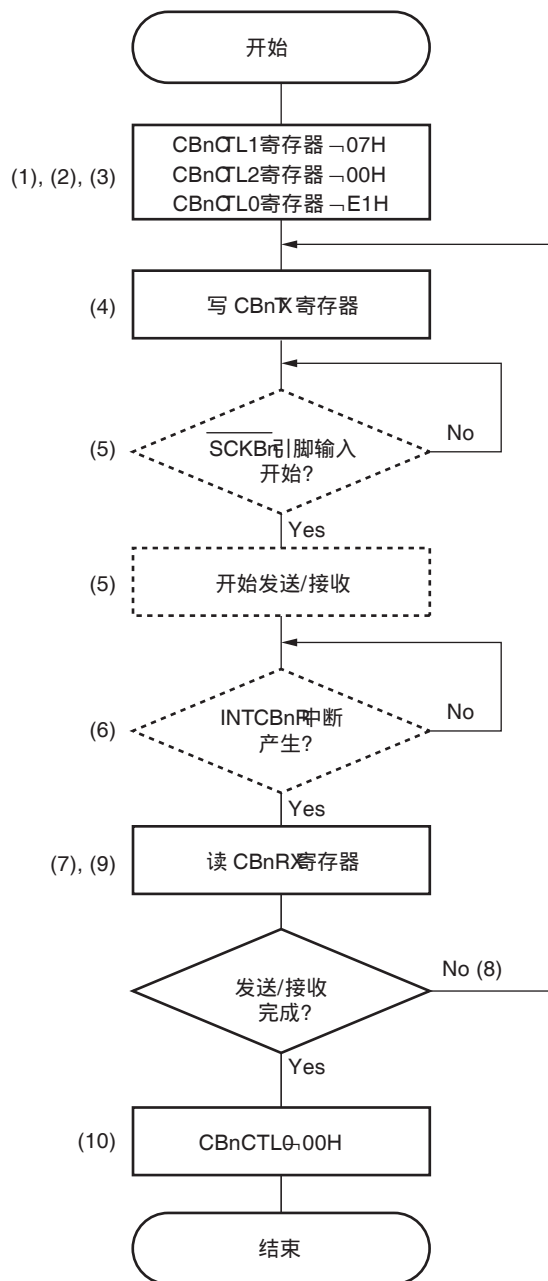 开始
(1), (2), (3)
CBnCTL1寄存器 ¬07H
CBnCTL2寄存器 ¬00H
CBnCTL0寄存器 ¬E1H
(4)
写 CBnTX 寄存器
(5)
SCKBn引脚输入
开始?
No
Yes
(5)
开始发送/接收
(6)
INTCBnR中断
产生?
No
Yes
(7), (9)
读 CBnRX寄存器
发送/接收
完成?
No (8)
Yes
(10)
CBnCTL0¬00H
结束